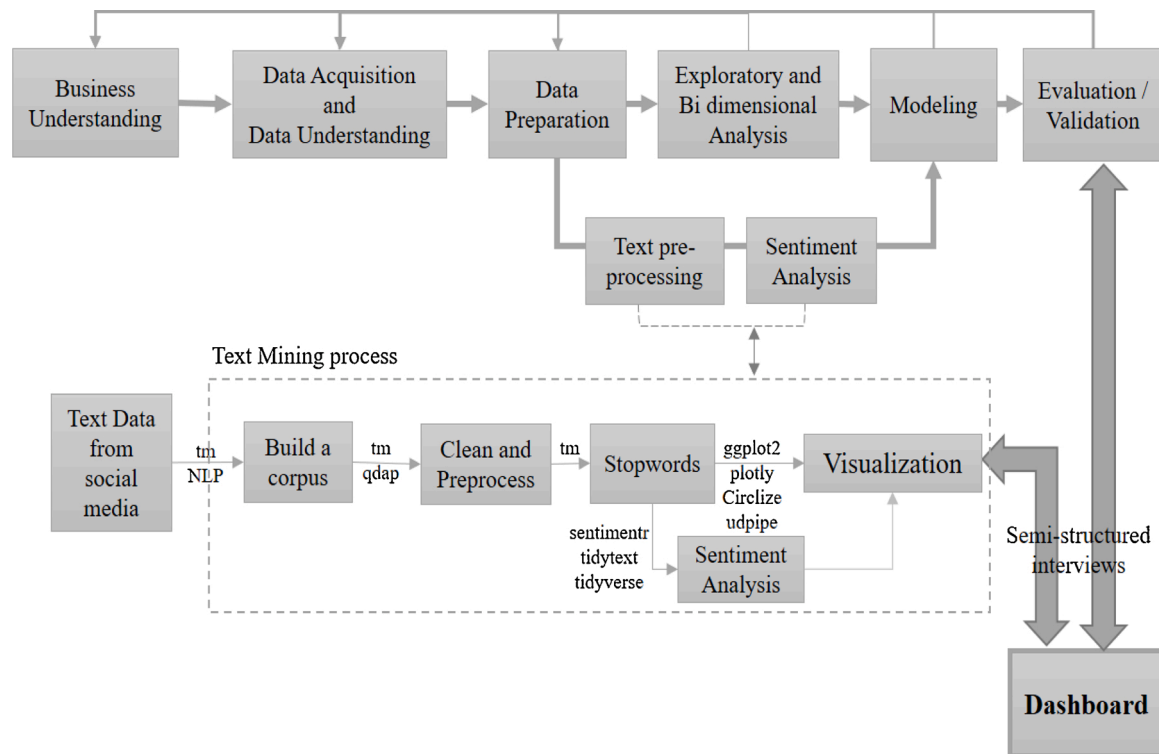 Business
Understanding
Data Acquisition
and
Data Understanding
Data
Preparation
Exploratory and
Bi dimensional
Analysis
Modeling
Evaluation /
Validation
Text pre-
processing
Sentiment
Analysis
Text Mining process
Text Data
from
social
media
tm
NLP
Build a
corpus
tm
qdap
Clean and
Preprocess
tm
Stopwords
ggplot2
plotly
Circlize
udpipe
Visualization
sentimentr
tidytext
tidyverse
Sentiment
Analysis
Semi-structured
interviews
Dashboard